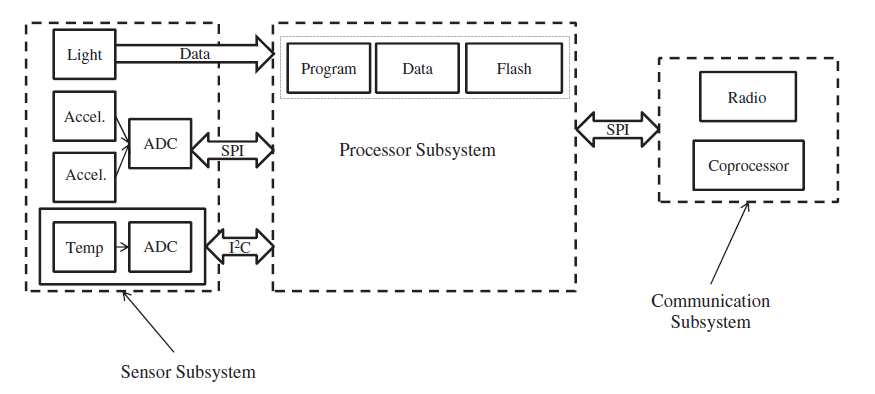 Light
Data
Accel.
ADC
SPI
Accel.
Temp
ADC
I²C
Sensor Subsystem
Program
Data
Flash
Processor Subsystem
SPI
Radio
Coprocessor
Communication
Subsystem